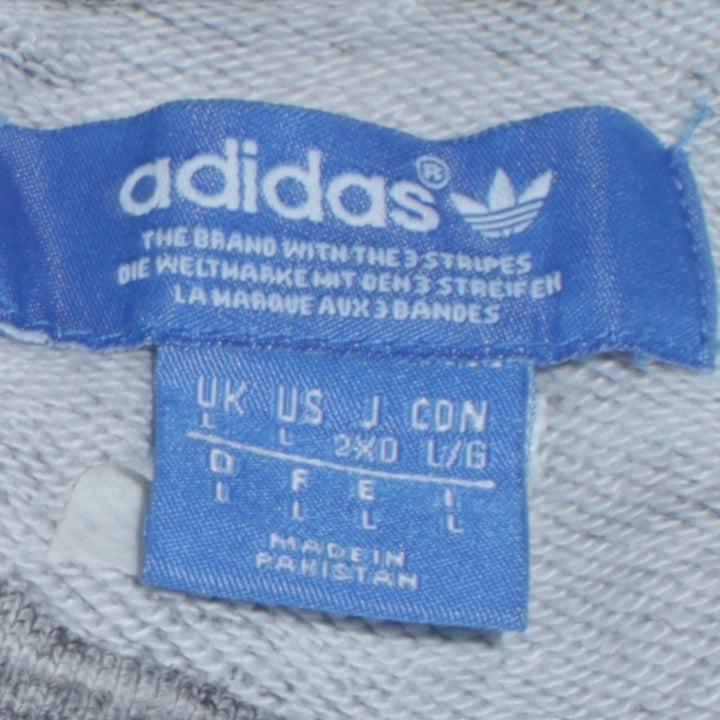 adidas®
THE BRAND WITH THE 3 STRIPES
DIE WELTMARKE MIT DEN 3 STREIFEN
LA MARQUE AUX 3 BANDES
UK US J CDN
L L 2XO L/G
D F E I
L L L L
MADE IN
PAKISTAN